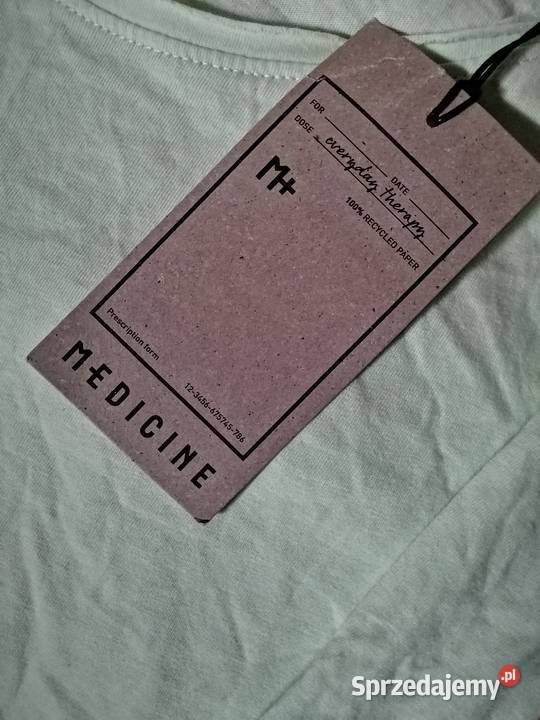 FOR
DATE
DOSE everyday therapy
M+
100% RECYCLED PAPER
Prescription form
12-3456-675745-786
MEDICINE
Sprzedajemy.pl